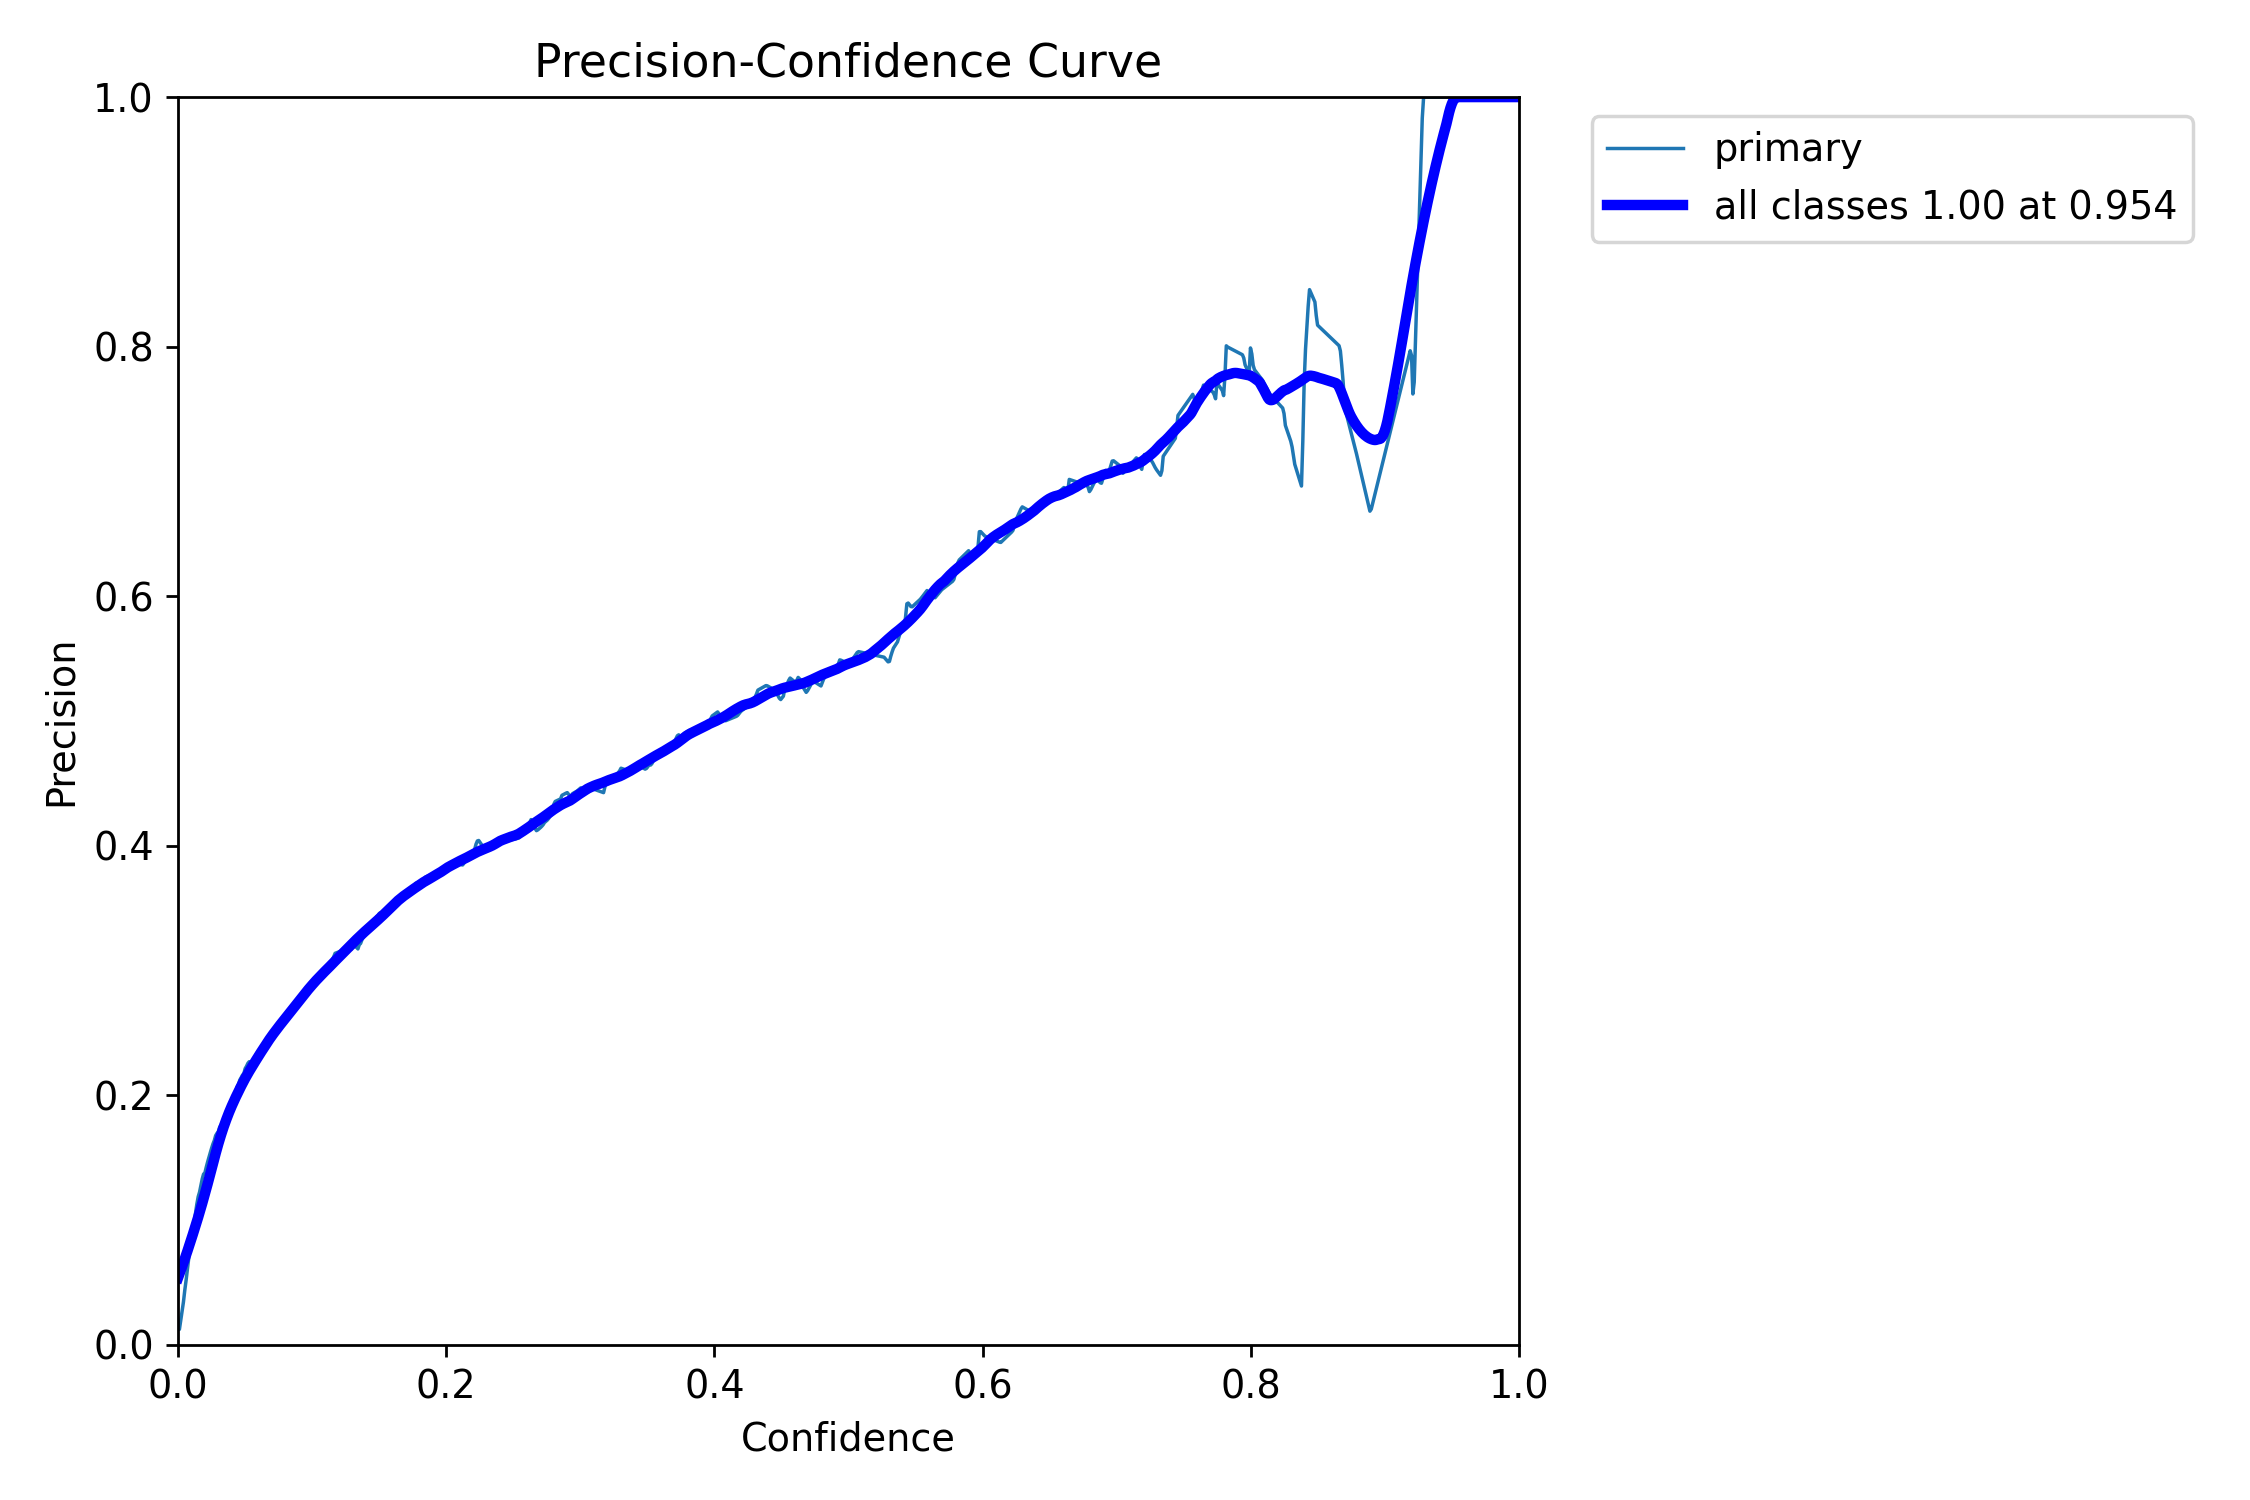 Precision-Confidence Curve
1.0
0.8
0.6
0.4
0.2
0.0
Precision
0.0 0.2 0.4 0.6 0.8 1.0
Confidence
primary
all classes 1.00 at 0.954